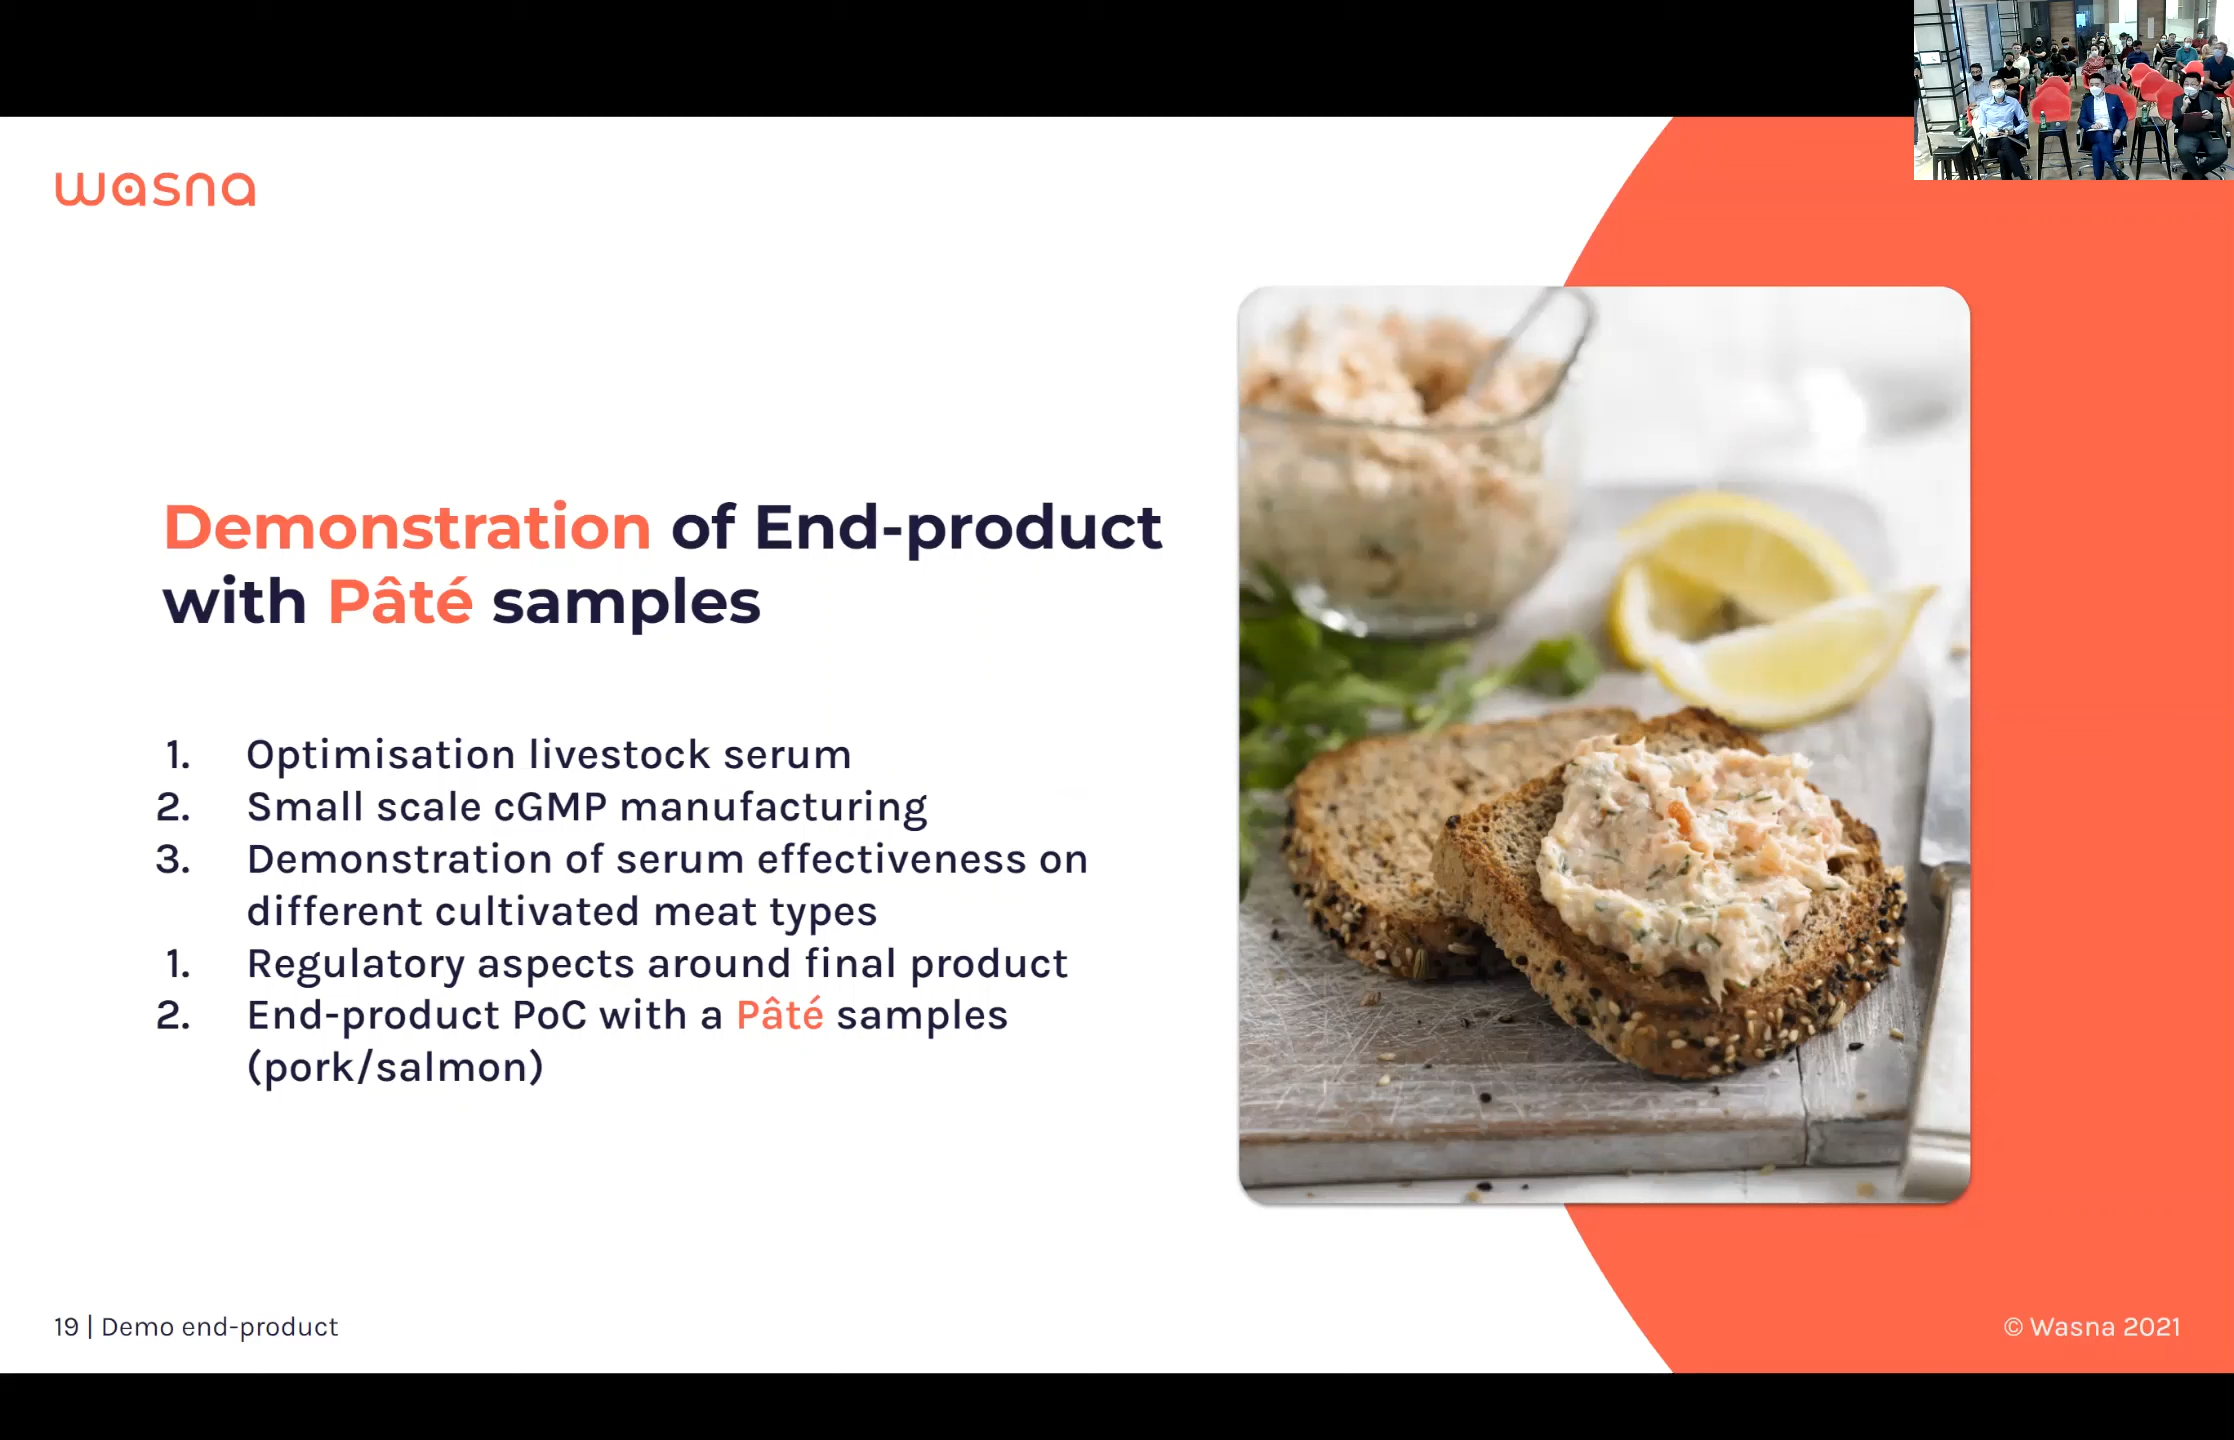 wasna
Demonstration of End-product
with Pâté samples
1. Optimisation livestock serum
2. Small scale cGMP manufacturing
3. Demonstration of serum effectiveness on
different cultivated meat types
1. Regulatory aspects around final product
2. End-product PoC with a Pâté samples
(pork/salmon)
19 | Demo end-product
© Wasna 2021